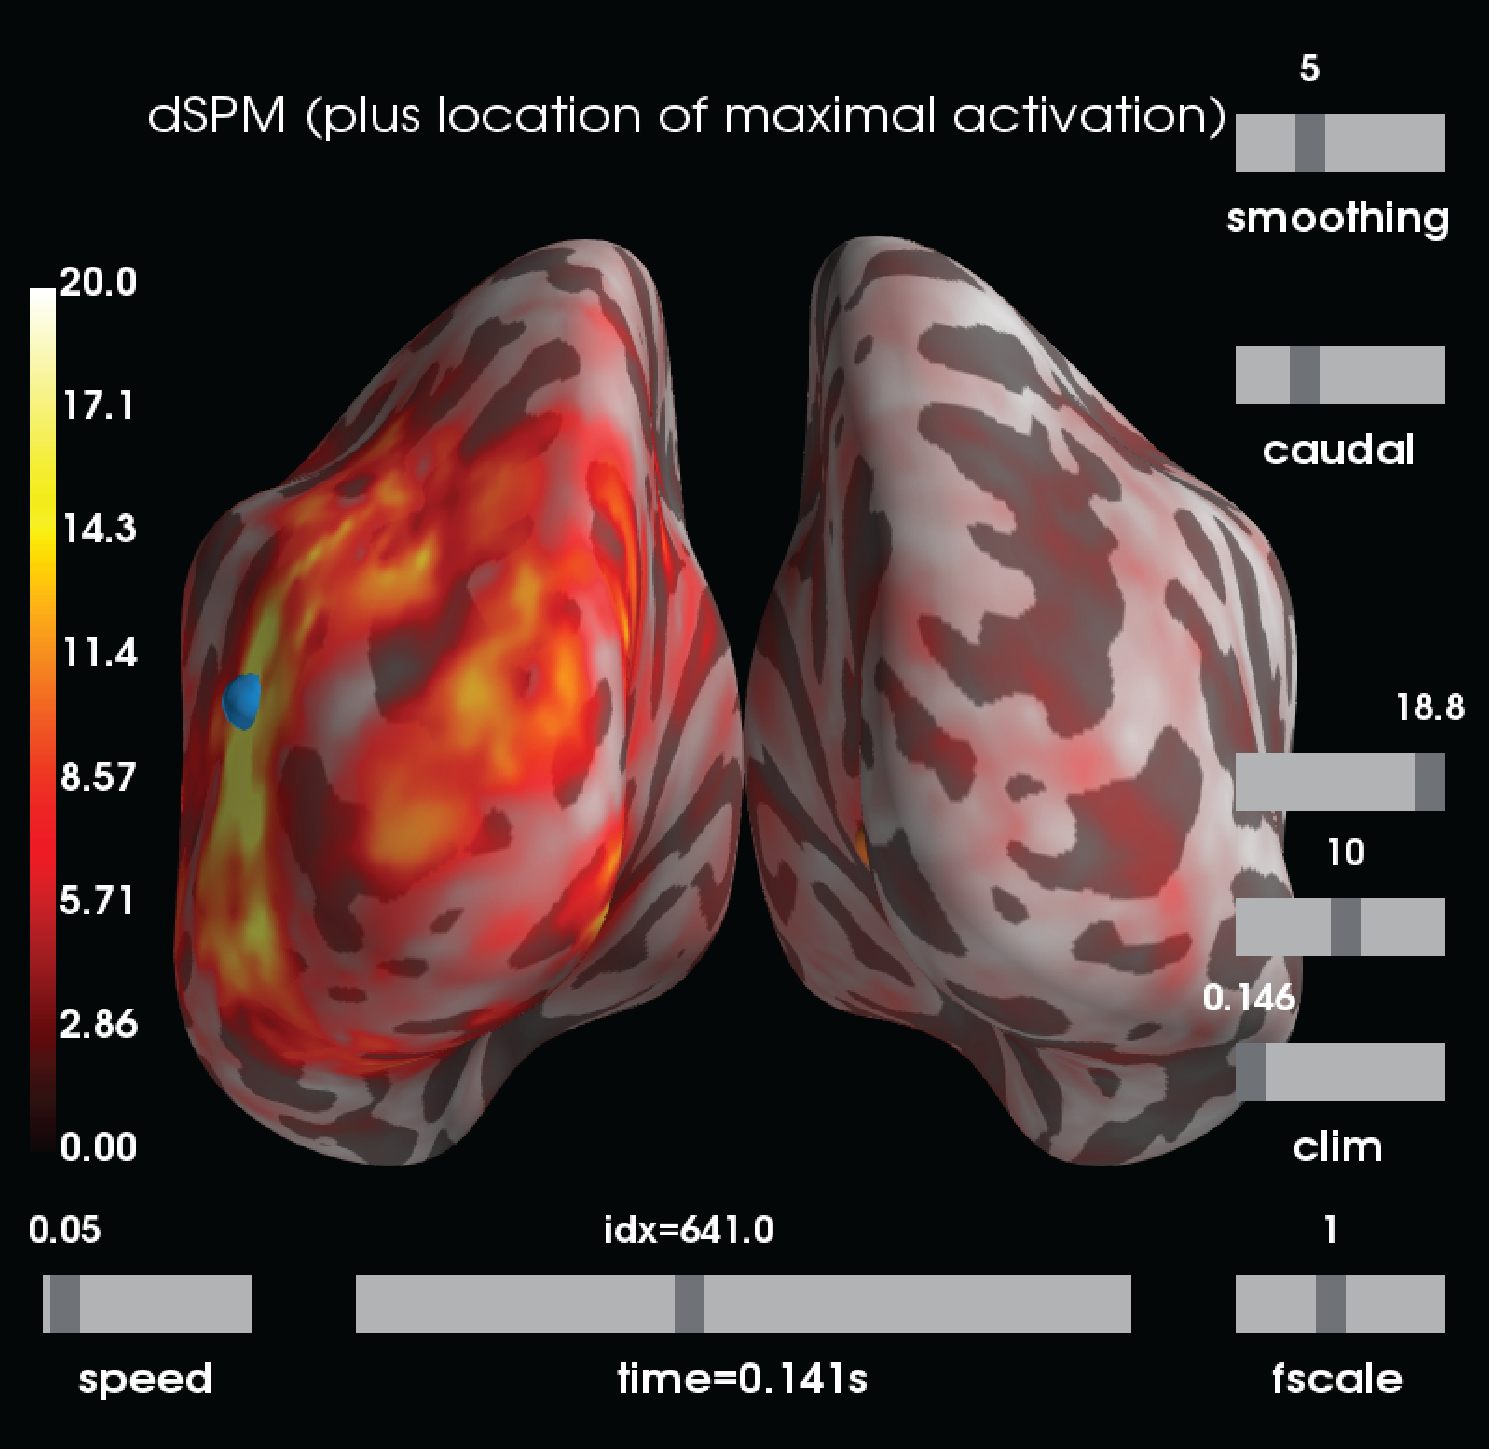 5
dSPM (plus location of maximal activation)
smoothing
20.0
17.1
14.3
11.4
8.57
5.71
2.86
0.00
caudal
18.8
10
0.146
clim
0.05
idx=641.0
1
speed
time=0.141s
fscale